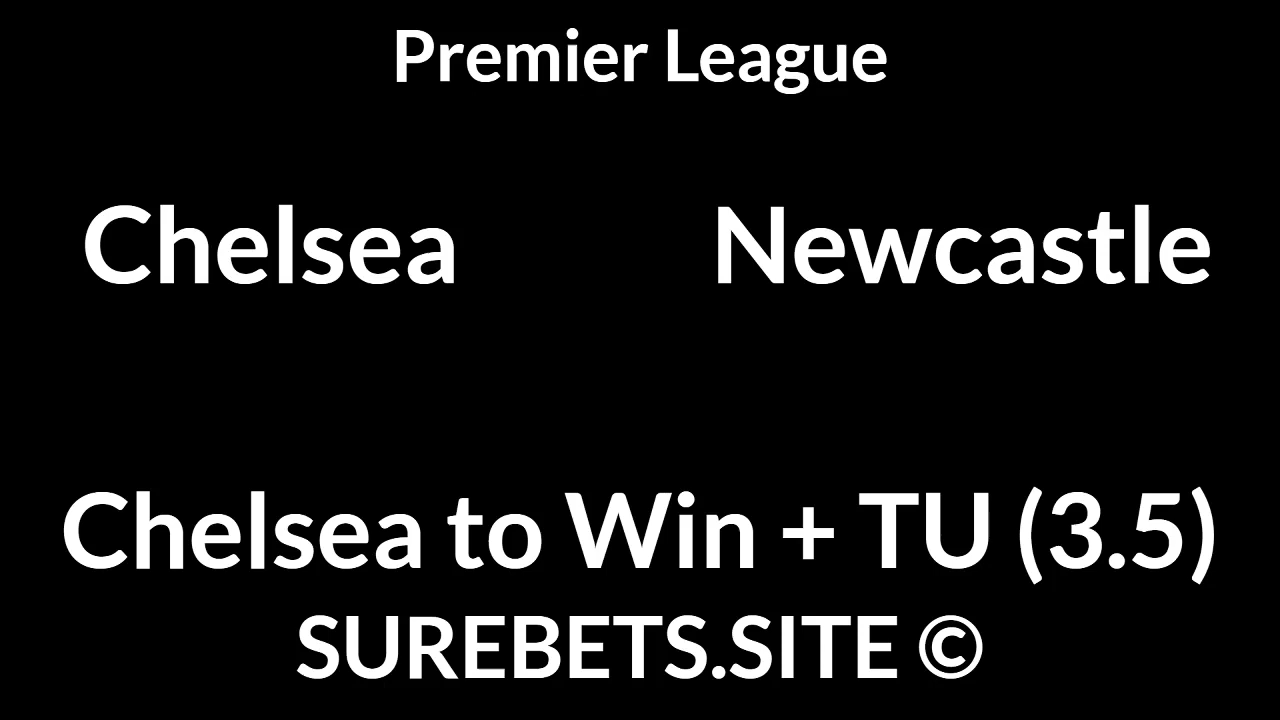 Premier League
Chelsea Newcastle
Chelsea to Win + TU (3.5)
SUREBETS.SITE ©